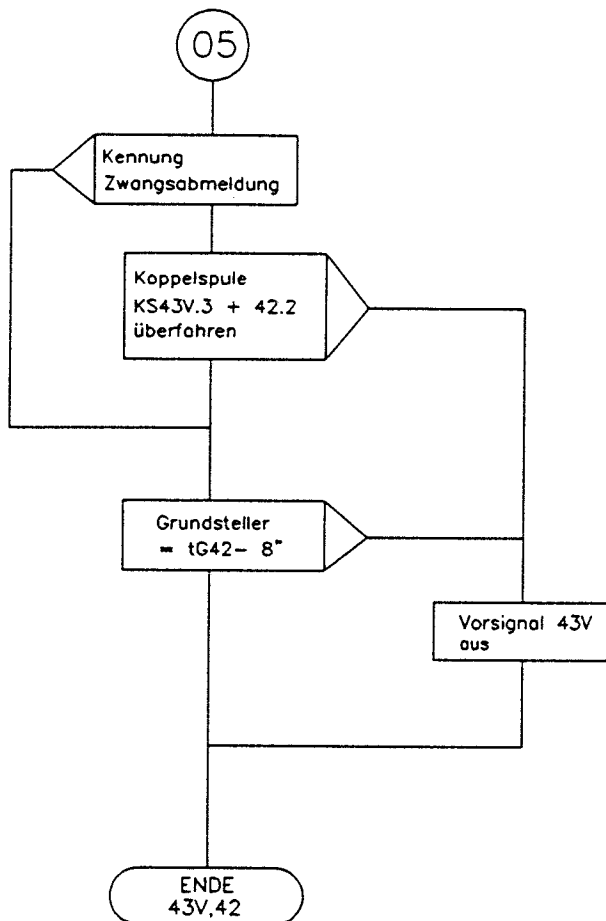 05
Kennung
Zwangsabmeldung
Koppelspule
KS43V.3 + 42.2
überfahren
Grundsteller
= tG42- 8"
Vorsignal 43V
aus
ENDE
43V,42